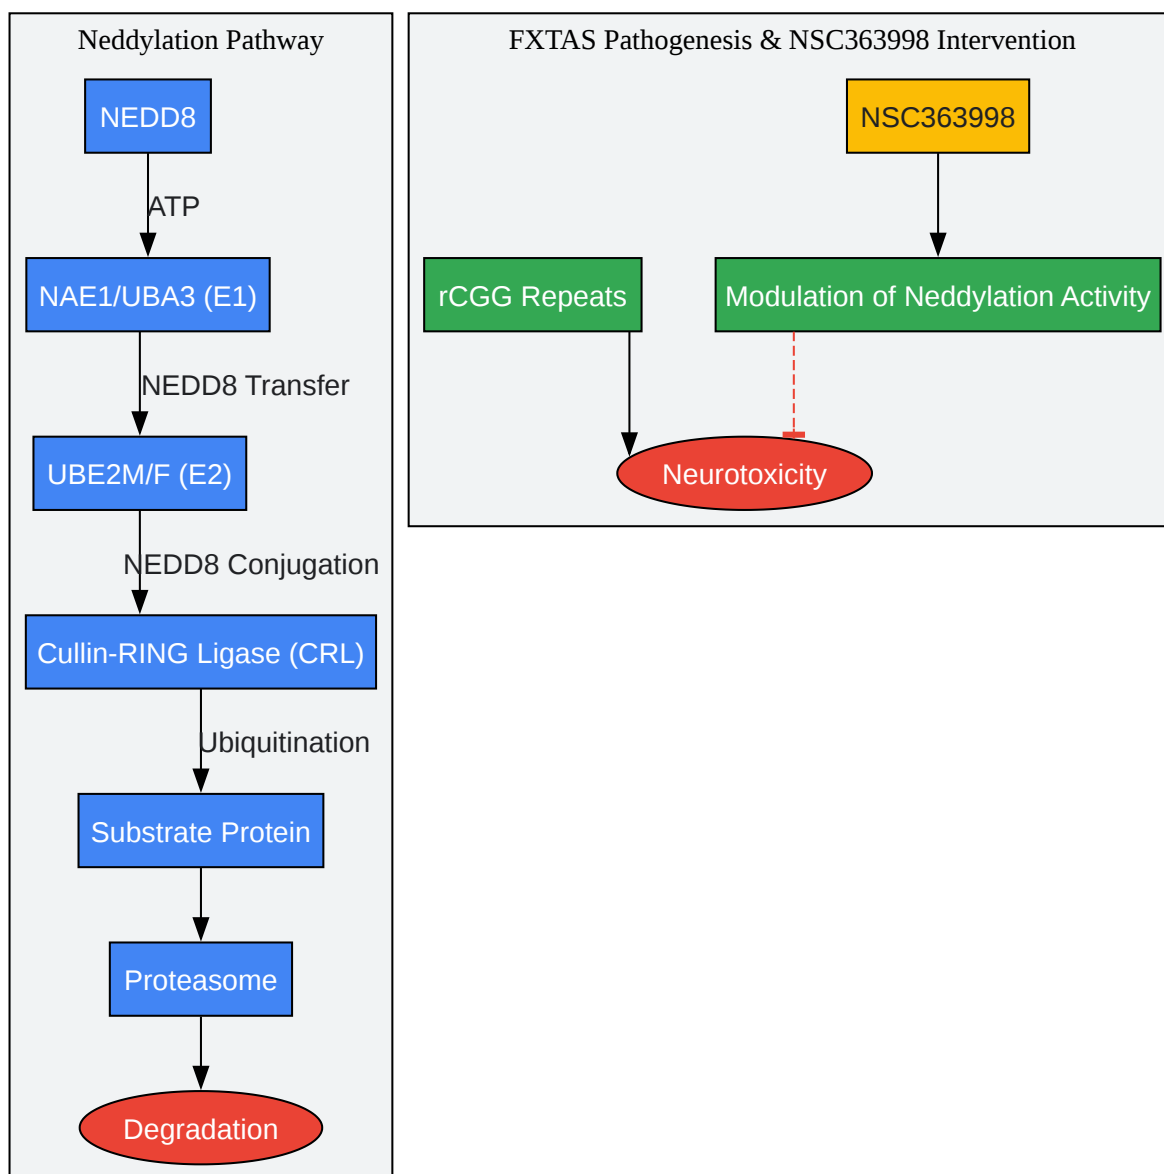 Neddylation Pathway
NEDD8
ATP
NAE1/UBA3 (E1)
NEDD8 Transfer
UBE2M/F (E2)
NEDD8 Conjugation
Cullin-RING Ligase (CRL)
Ubiquitination
Substrate Protein
Proteasome
Degradation
FXTAS Pathogenesis & NSC363998 Intervention
NSC363998
rCGG Repeats
Modulation of Neddylation Activity
Neurotoxicity